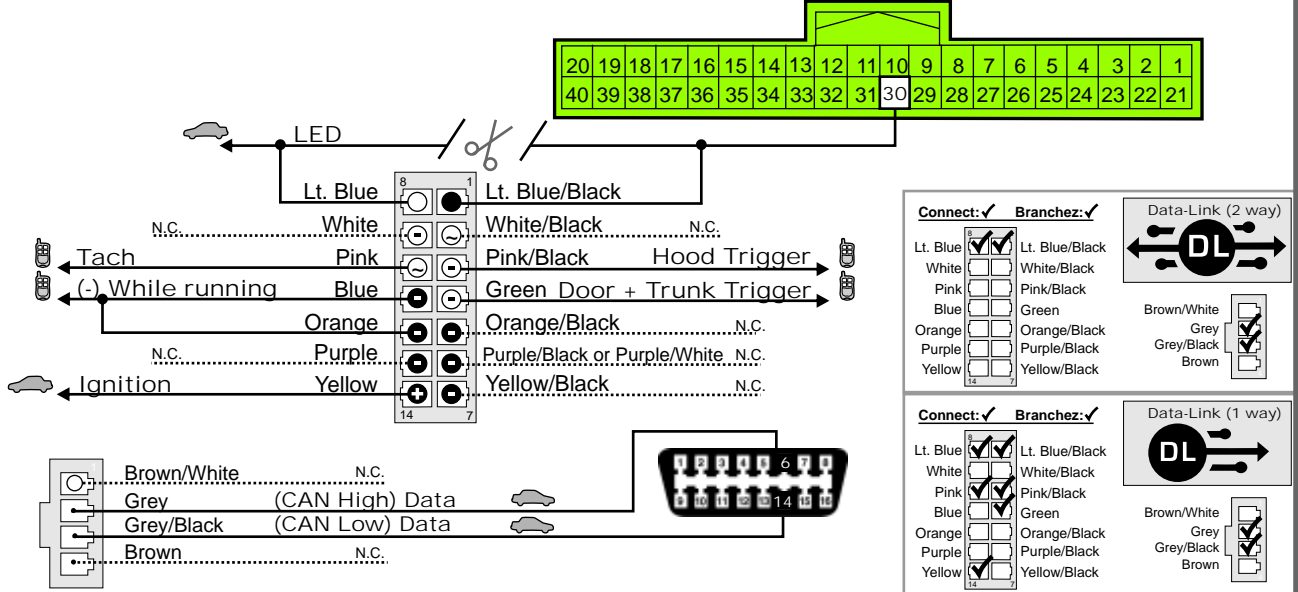 20 19 18 17 16 15 14 13 12 11 10 9 8 7 6 5 4 3 2 1
40 39 38 37 36 35 34 33 32 31 30 29 28 27 26 25 24 23 22 21
LED
8 1
Lt. Blue Lt. Blue/Black
N.C. White White/Black N.C.
Tach Pink Pink/Black Hood Trigger
(-) While running Blue Green Door + Trunk Trigger
Orange Orange/Black N.C.
N.C. Purple Purple/Black or Purple/White N.C.
Ignition Yellow Yellow/Black N.C.
14 7
1
Brown/White N.C.
Grey (CAN High) Data
Grey/Black (CAN Low) Data
Brown N.C.
1 2 3 4 5 6 7 8
9 10 11 12 13 14 15 16
Connect: Branchez:
8
Lt. Blue Lt. Blue/Black
White White/Black
Pink Pink/Black
Blue Green
Orange Orange/Black
Purple Purple/Black
Yellow Yellow/Black
14 7
Data-Link (2 way)
DL
Brown/White
Grey
Grey/Black
Brown
Connect: Branchez:
8
Lt. Blue Lt. Blue/Black
White White/Black
Pink Pink/Black
Blue Green
Orange Orange/Black
Purple Purple/Black
Yellow Yellow/Black
14 7
Data-Link (1 way)
DL
Brown/White
Grey
Grey/Black
Brown